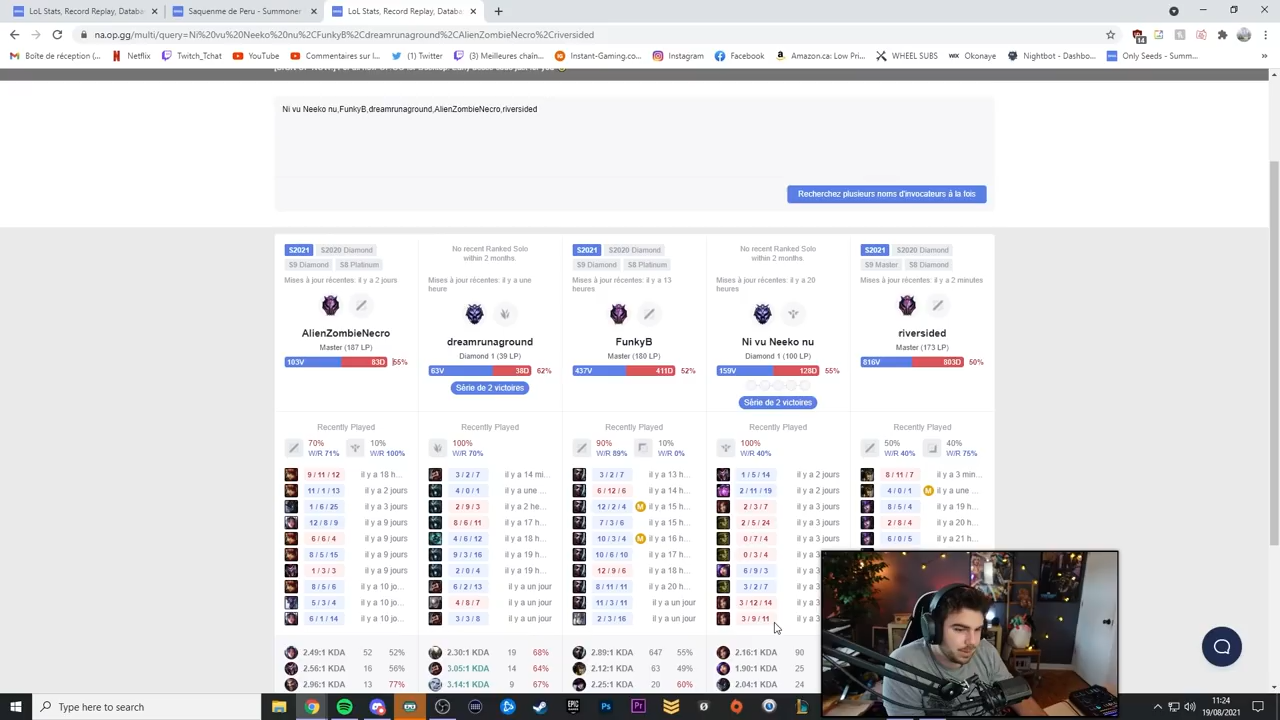 LoL Stats, Record Replay, Databa
Saquenme de Peru - Summoner
LoL Stats, Record Replay, Databa
na.op.gg/multi/query=Ni%20vu%20Neeko%20nu%2CFunkyB%2Cdreamrunaground%2CAlienZombieNecro%2Criversided
14
Boîte de réception (...
Netflix
Twitch_Tchat
YouTube
Commentaires sur l...
(1) Twitter
(3) Meilleures chaîn...
Instant-Gaming.co...
Instagram
Facebook
Amazon.ca: Low Pri...
WHEEL SUBS
Okonaye
Nightbot - Dashbo...
Only Seeds - Summ...
Ni vu Neeko nu,FunkyB,dreamrunaground,AlienZombieNecro,riversided
Recherchez plusieurs noms d'invocateurs à la fois
S2021 S2020 Diamond
S9 Diamond S8 Platinum
Mises à jour récentes: il y a 2 jours
AlienZombieNecro
Master (187 LP)
103V 83D 55%
Recently Played
70% W/R 71%
10% W/R 100%
9 / 11 / 12 il y a 18 h...
11 / 1 / 13 il y a 2 jours
1 / 6 / 25 il y a 3 jours
12 / 8 / 9 il y a 9 jours
6 / 6 / 4 il y a 9 jours
8 / 5 / 15 il y a 9 jours
1 / 3 / 3 il y a 9 jours
8 / 5 / 6 il y a 10 jo...
5 / 3 / 4 il y a 10 jo...
6 / 1 / 14 il y a 10 jo...
2.49:1 KDA 52 52%
2.56:1 KDA 16 56%
2.96:1 KDA 13 77%
No recent Ranked Solo
within 2 months.
Mises à jour récentes: il y a une
heure
dreamrunaground
Diamond 1 (39 LP)
63V 38D 62%
Série de 2 victoires
Recently Played
100% W/R 70%
3 / 2 / 7 il y a 14 mi...
4 / 0 / 1 il y a une ...
2 / 9 / 3 il y a 2 he...
8 / 6 / 11 il y a 17 h...
4 / 6 / 12 il y a 18 h...
9 / 3 / 16 il y a 19 h...
2 / 0 / 4 il y a 19 h...
6 / 2 / 13 il y a un jour
4 / 8 / 7 il y a un jour
3 / 3 / 8 il y a un jour
2.30:1 KDA 19 68%
3.05:1 KDA 14 64%
3.14:1 KDA 9 67%
S2021 S2020 Diamond
S9 Diamond S8 Platinum
Mises à jour récentes: il y a 13
heures
FunkyB
Master (180 LP)
437V 411D 52%
Recently Played
90% W/R 89%
10% W/R 0%
3 / 2 / 7 il y a 13 h...
6 / 12 / 6 il y a 14 h...
12 / 2 / 4 M il y a 15 h...
7 / 3 / 6 il y a 15 h...
10 / 3 / 4 M il y a 16 h...
10 / 6 / 10 il y a 17 h...
12 / 9 / 6 il y a 18 h...
8 / 11 / 11 il y a 20 h...
11 / 3 / 11 il y a un jour
2 / 3 / 16 il y a un jour
2.89:1 KDA 647 55%
2.12:1 KDA 63 49%
2.25:1 KDA 20 60%
No recent Ranked Solo
within 2 months.
Mises à jour récentes: il y a 20
heures
Ni vu Neeko nu
Diamond 1 (100 LP)
159V 128D 55%
Série de 2 victoires
Recently Played
100% W/R 40%
1 / 5 / 14 il y a 2 jours
2 / 11 / 19 il y a 2 jours
2 / 3 / 7 il y a 3 jours
2 / 5 / 24 il y a 3 jours
0 / 7 / 4 il y a 3 jours
0 / 3 / 4 il y a 3
6 / 9 / 3 il y a 3
3 / 2 / 7 il y a 3
3 / 12 / 14 il y a 3
3 / 9 / 11 il y a 3
2.16:1 KDA 90
1.90:1 KDA 25
2.04:1 KDA 24
S2021 S2020 Diamond
S9 Master S8 Diamond
Mises à jour récentes: il y a 2 minutes
riversided
Master (173 LP)
816V 803D 50%
Recently Played
50% W/R 40%
40% W/R 75%
8 / 11 / 7 il y a 3 min...
4 / 0 / 1 M il y a une ...
8 / 5 / 4 il y a 19 h...
2 / 8 / 4 il y a 20 h...
6 / 0 / 5 il y a 21 h...
Type here to search
11:24
19/08/2021